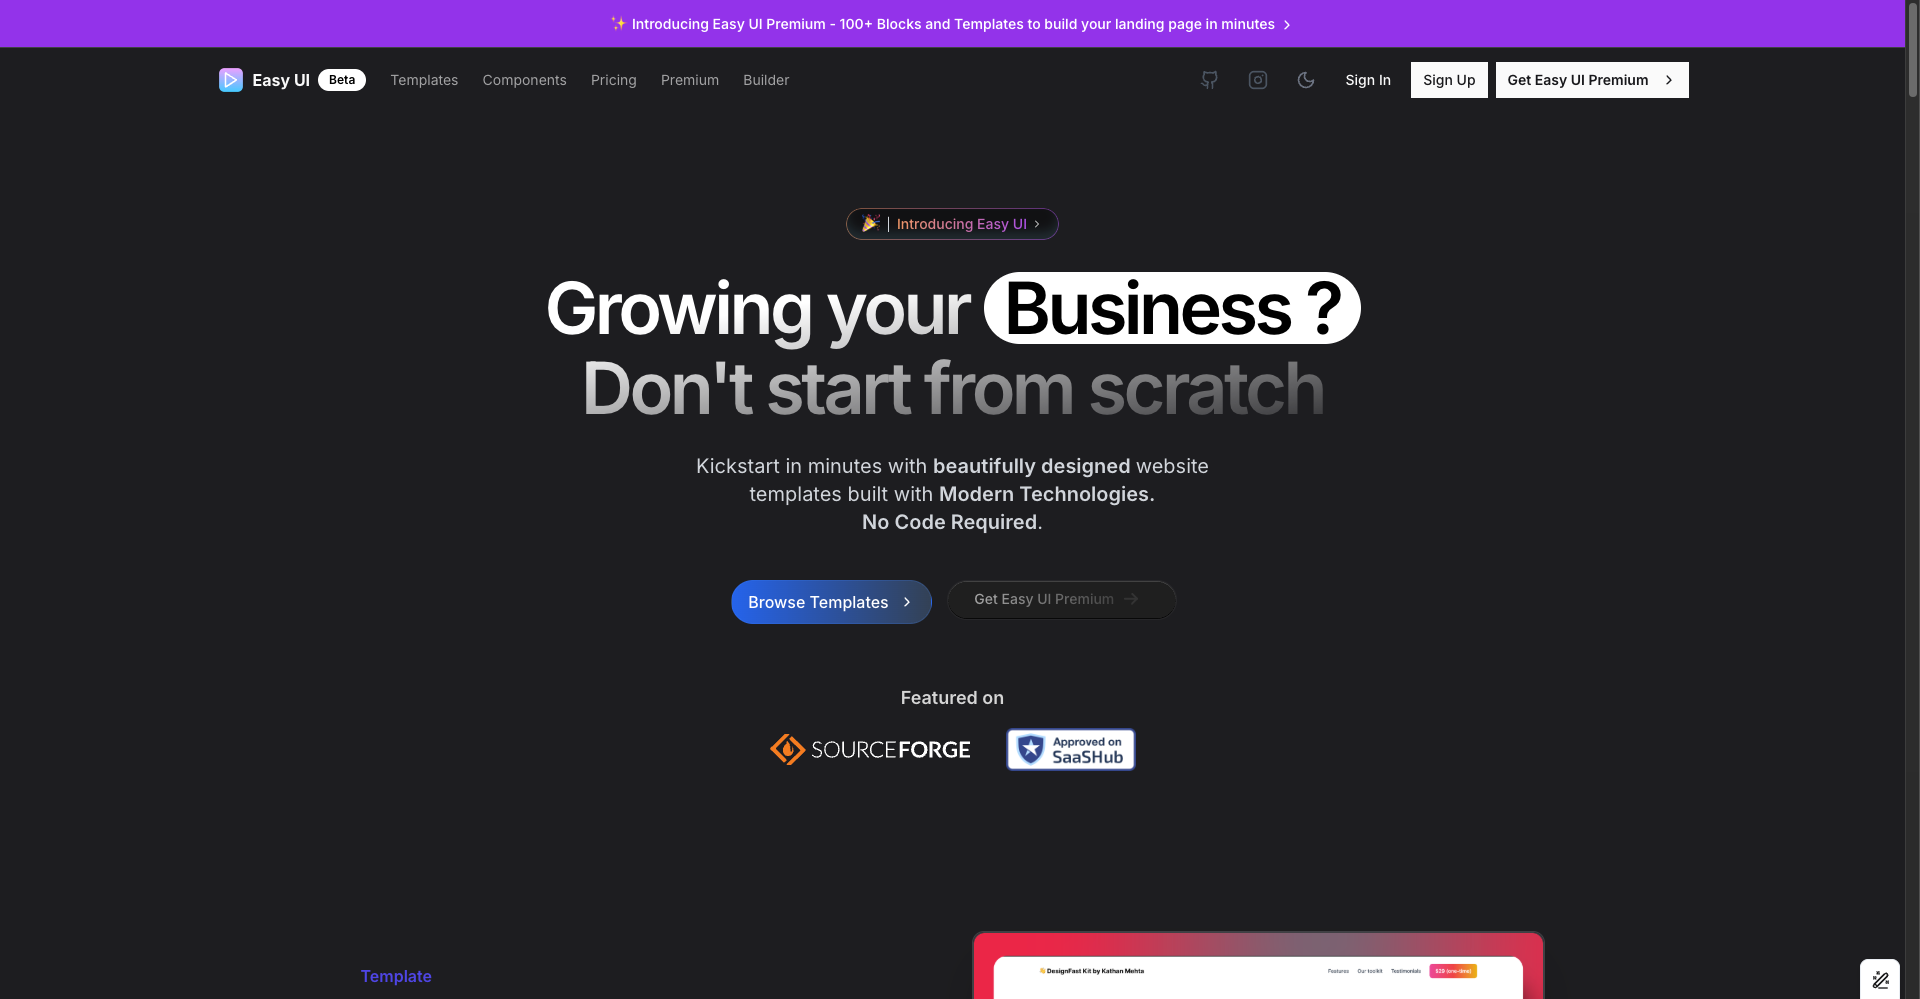 ✨ Introducing Easy UI Premium - 100+ Blocks and Templates to build your landing page in minutes
Easy UI Beta Templates Components Pricing Premium Builder Sign In Sign Up Get Easy UI Premium
🎉 | Introducing Easy UI
Growing your Business ?
Don't start from scratch
Kickstart in minutes with beautifully designed website
templates built with Modern Technologies.
No Code Required.
Browse Templates Get Easy UI Premium
Featured on
SOURCEFORGE Approved on
SaaSHub
👋 DesignFast Kit by Kathan Mehta Features Our toolkit Testimonials $29 (one-time)
Template